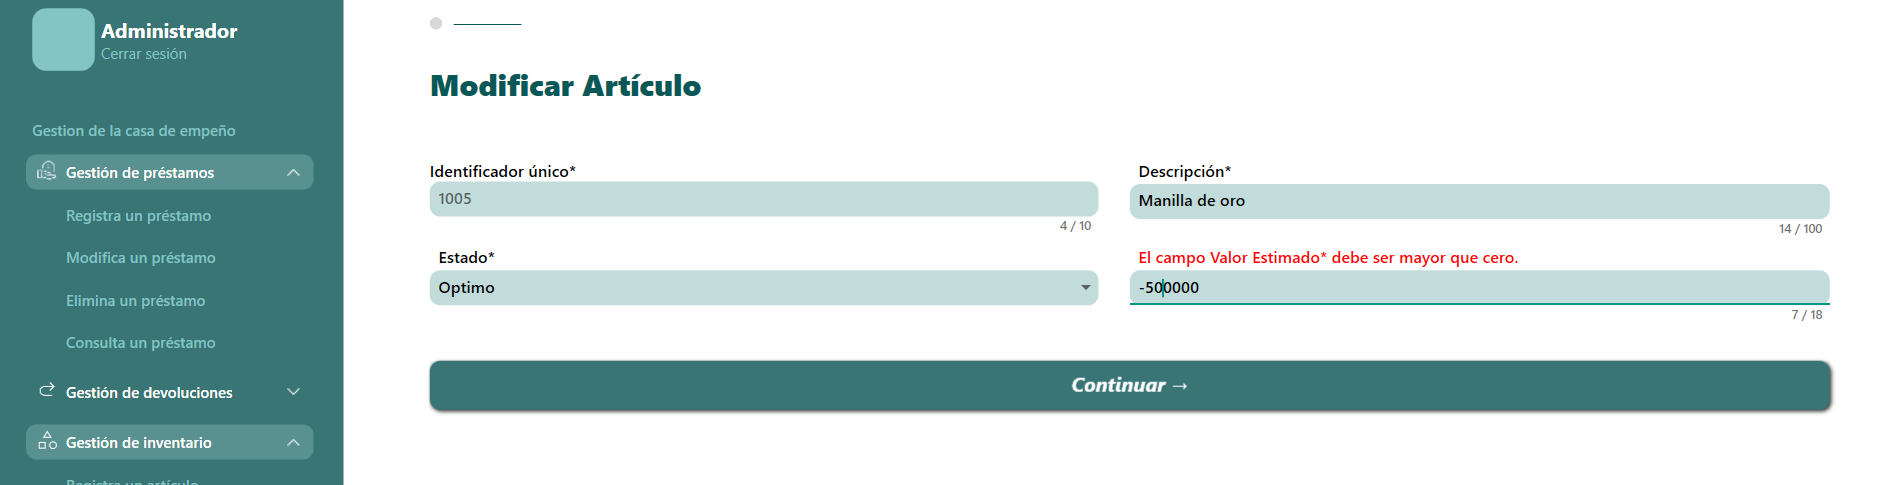 Administrador
Cerrar sesión
Gestion de la casa de empeño
Gestión de préstamos
Registra un préstamo
Modifica un préstamo
Elimina un préstamo
Consulta un préstamo
Gestión de devoluciones
Gestión de inventario
Registra un artículo
Modificar Artículo
Identificador único*
1005
4 / 10
Descripción*
Manilla de oro
14 / 100
Estado*
Optimo
El campo Valor Estimado* debe ser mayor que cero.
-500000
7 / 18
Continuar →